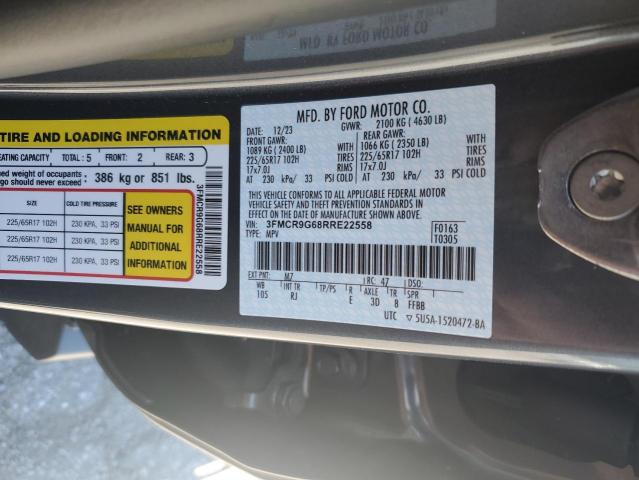 MFD. BY FORD MOTOR CO.
TIRE AND LOADING INFORMATION
SEATING CAPACITY TOTAL : 5 FRONT: 2 REAR: 3
weight of occupants
go should never exceed: 386 kg or 851 lbs.
SIZE COLD TIRE PRESSURE
225/65R17 102H 230 KPA, 33 PSI
225/65R17 102H 230 KPA, 33 PSI
225/65R17 102H 230 KPA, 33 PSI
SEE OWNERS
MANUAL FOR
ADDITIONAL
INFORMATION
3FMCR9G68RRE22558
MFD. BY FORD MOTOR CO.
DATE: 12/23 GVWR: 2100 KG ( 4630 LB)
FRONT GAWR: REAR GAWR:
1089 KG (2400 LB) WITH 1066 KG ( 2350 LB) WITH
225/65R17 102H TIRES 225/65R17 102H TIRES
17x7.0J RIMS 17x7.0J RIMS
AT 230 kPa/ 33 PSI COLD AT 230 kPa/ 33 PSI COLD
THIS VEHICLE CONFORMS TO ALL APPLICABLE FEDERAL MOTOR
VEHICLE SAFETY AND THEFT PREVENTION STANDARDS IN EFFECT ON THE
DATE OF MANUFACTURE SHOWN ABOVE.
VIN: 3FMCR9G68RRE22558 F0163
TYPE: MPV T0305
EXT PNT: M7 RC: 47 DSO:
WB INT TR TP/PS R AXLE TR SPR
105 RJ E 3D 8 FFBB
UTC ▽ 5U5A-1520472-BA